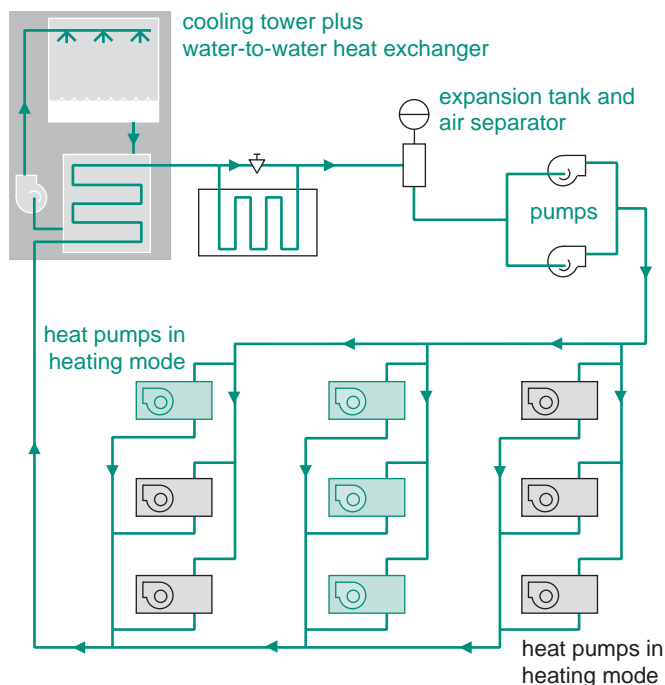 cooling tower plus
water-to-water heat exchanger
expansion tank and
air separator
pumps
heat pumps in
heating mode
heat pumps in
heating mode